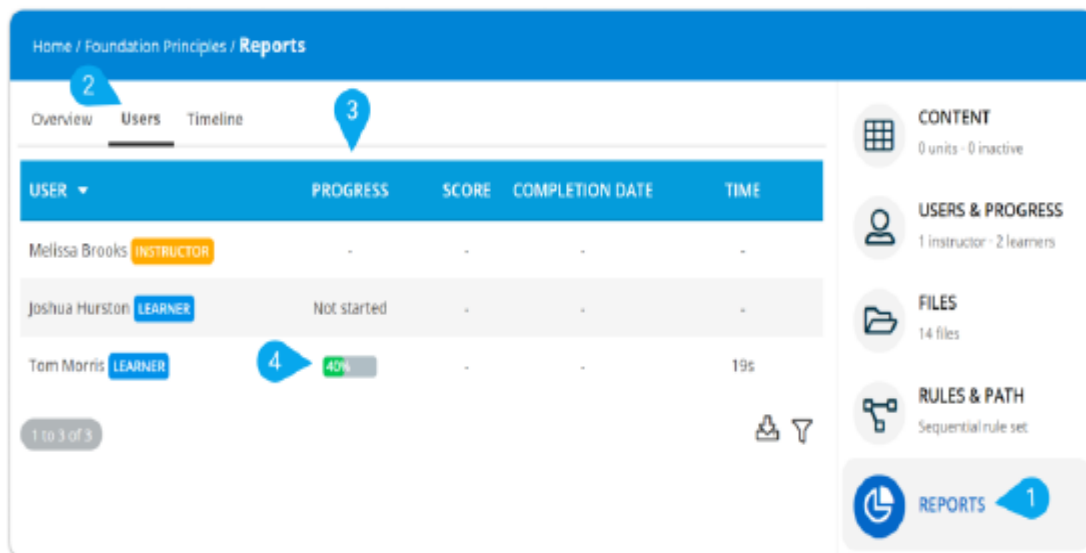 Home / Foundation Principles / Reports
2
3
Overview Users Timeline
USER PROGRESS SCORE COMPLETION DATE TIME
Melissa Brooks INSTRUCTOR - - - -
Joshua Hurston LEARNER Not started - - -
Tom Morris LEARNER 4 40% - - 19s
1 to 3 of 3
CONTENT
0 units - 0 inactive
USERS & PROGRESS
1 instructor - 2 learners
FILES
14 files
RULES & PATH
Sequential rule set
REPORTS 1